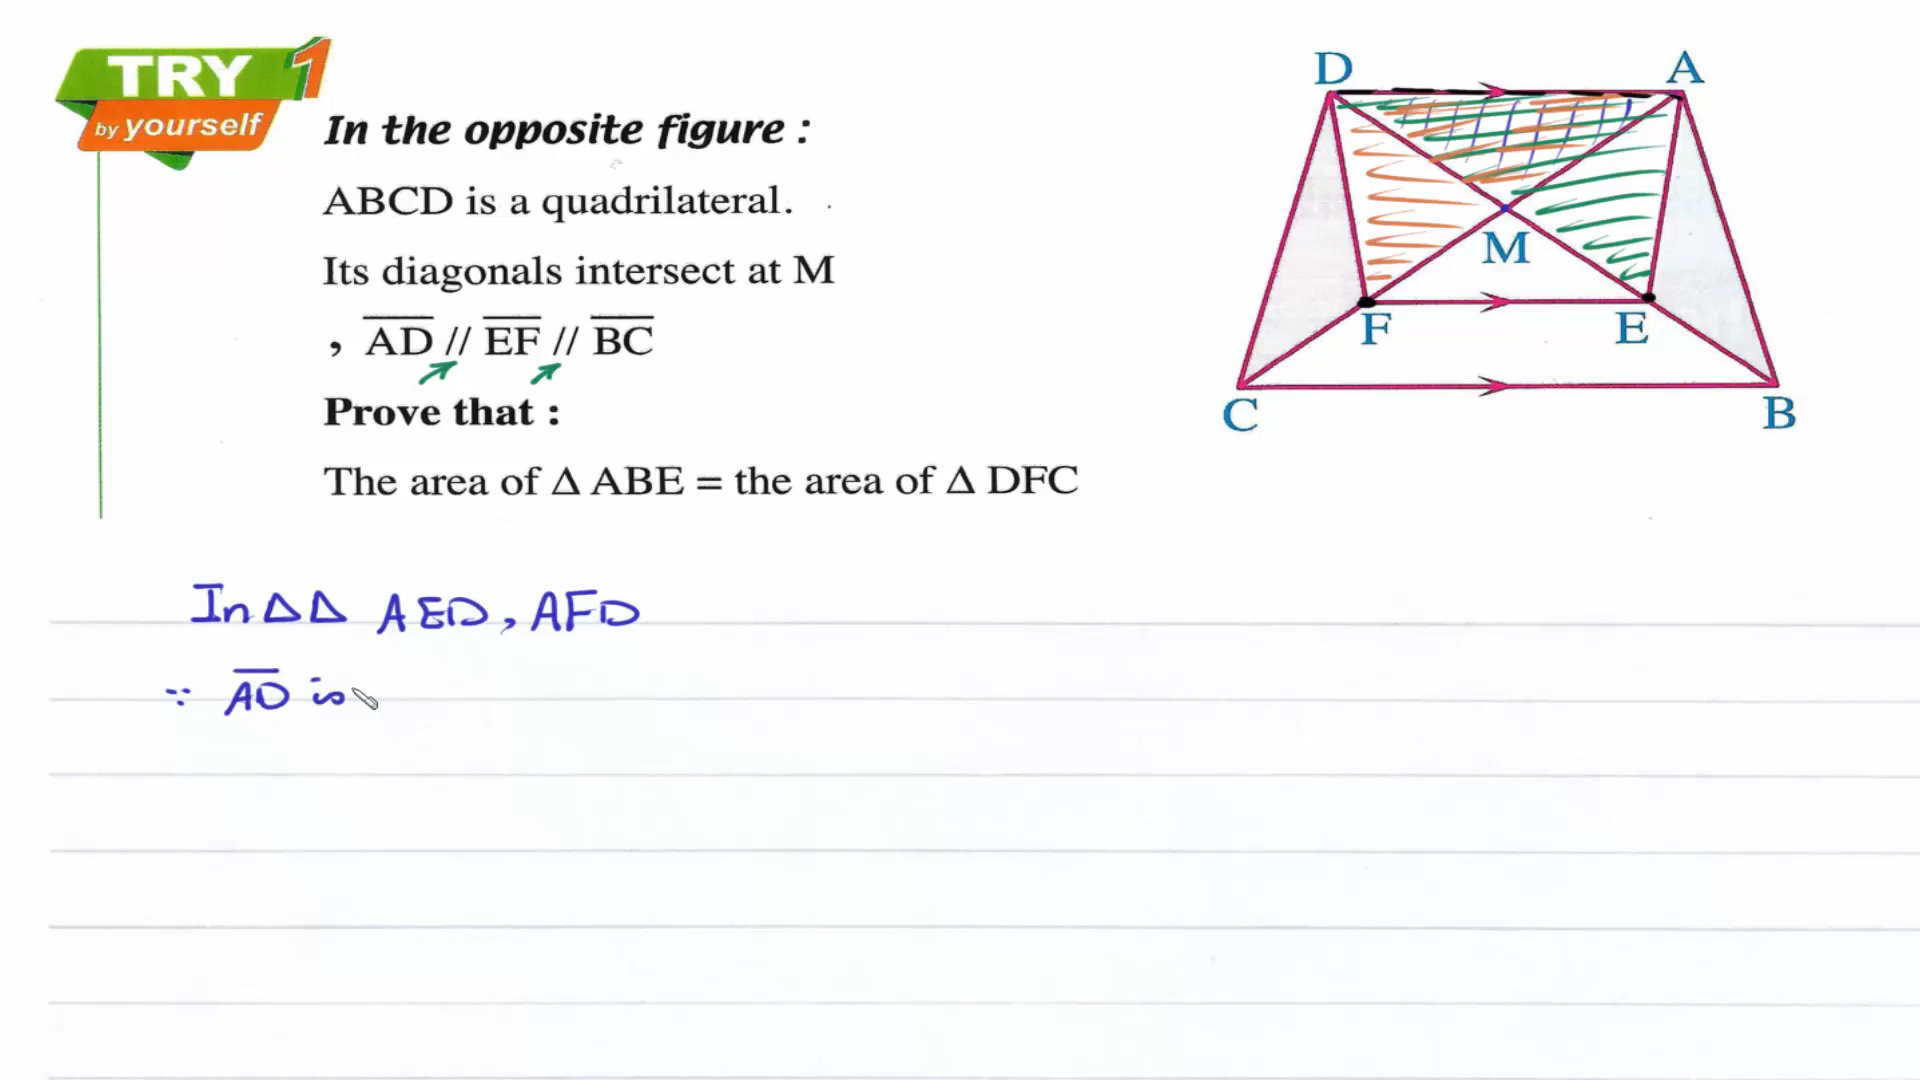 TRY 1
by yourself
In the opposite figure :
ABCD is a quadrilateral.
Its diagonals intersect at M
, AD // EF // BC
Prove that :
The area of Δ ABE = the area of Δ DFC
D A
M
F E
C B
In Δ Δ AED, AFD
∵ AD is